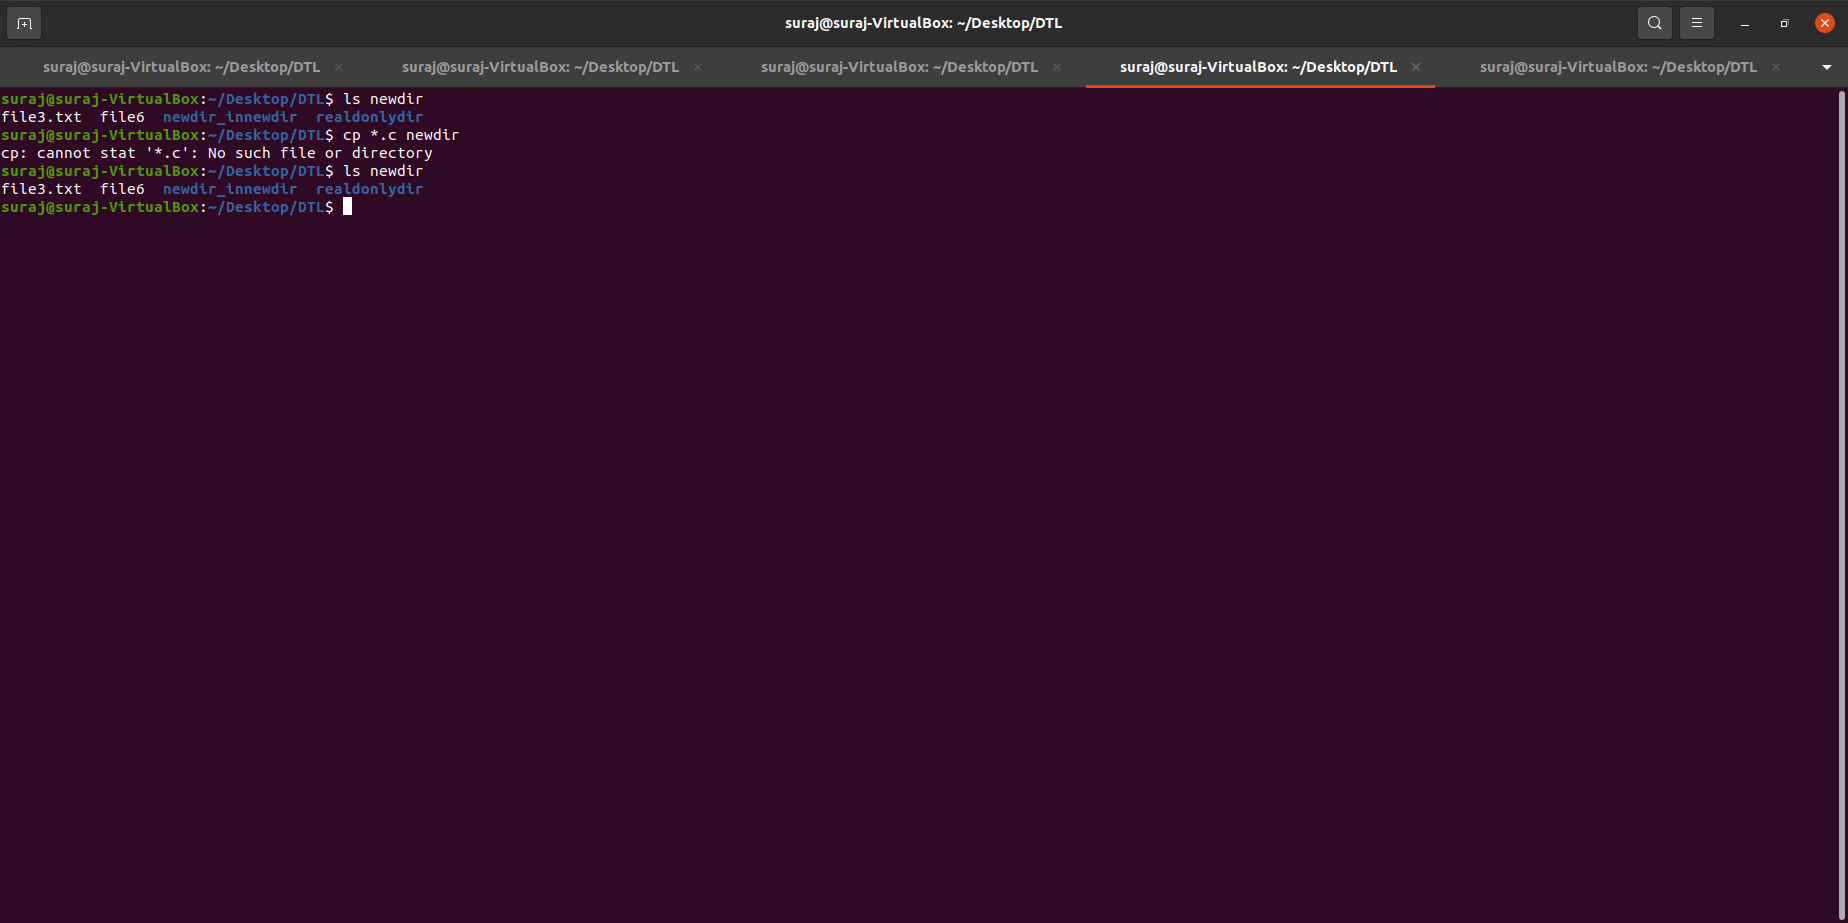 suraj@suraj-VirtualBox: ~/Desktop/DTL
suraj@suraj-VirtualBox: ~/Desktop/DTL suraj@suraj-VirtualBox: ~/Desktop/DTL suraj@suraj-VirtualBox: ~/Desktop/DTL suraj@suraj-VirtualBox: ~/Desktop/DTL suraj@suraj-VirtualBox: ~/Desktop/DTL
suraj@suraj-VirtualBox:~/Desktop/DTL$ ls newdir
file3.txt  file6  newdir_innewdir  realdonlydir
suraj@suraj-VirtualBox:~/Desktop/DTL$ cp *.c newdir
cp: cannot stat '*.c': No such file or directory
suraj@suraj-VirtualBox:~/Desktop/DTL$ ls newdir
file3.txt  file6  newdir_innewdir  realdonlydir
suraj@suraj-VirtualBox:~/Desktop/DTL$